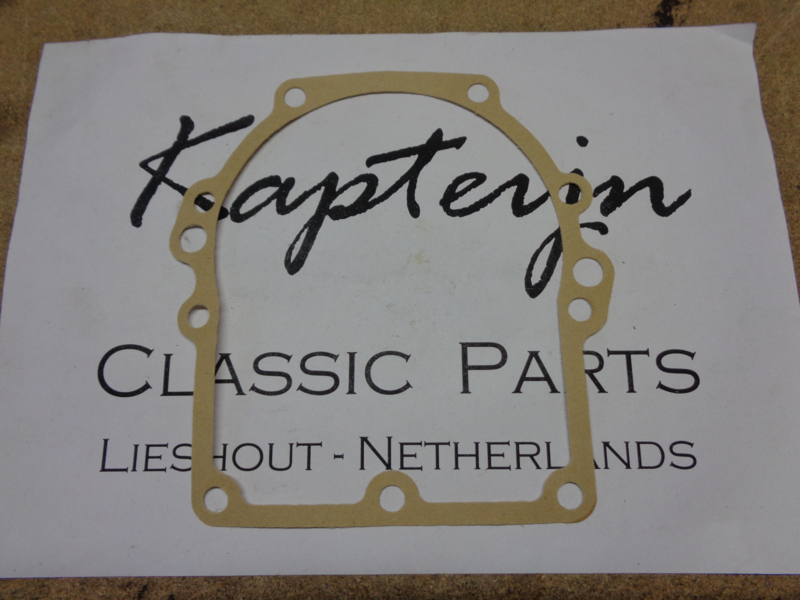 Kapteijn
CLASSIC PARTS
LIESHOUT - NETHERLANDS